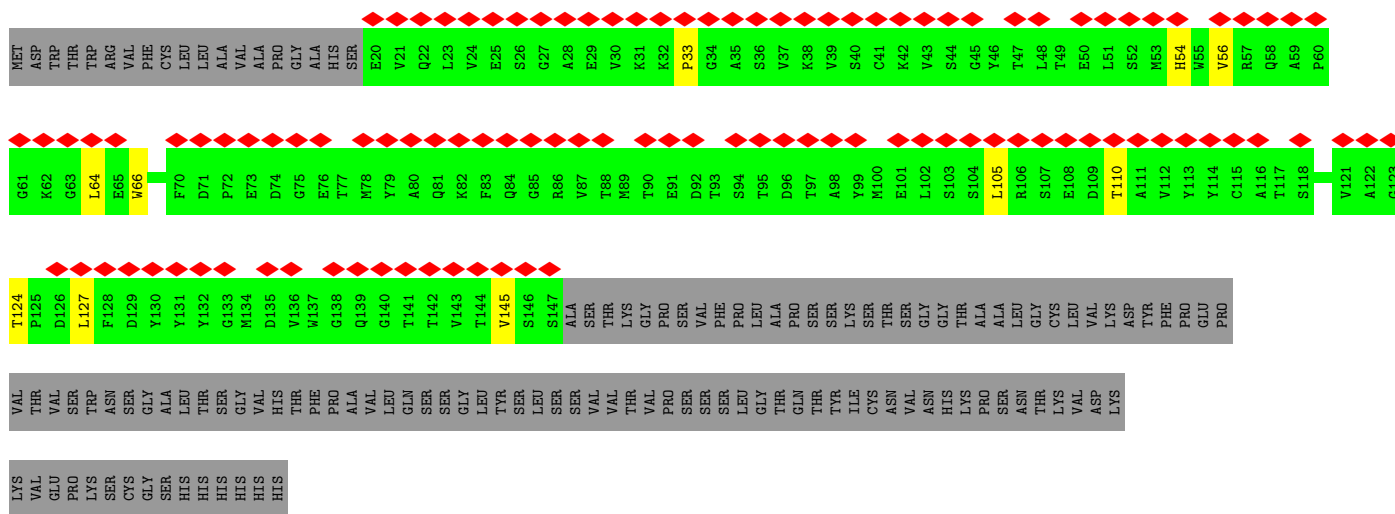 MET ASP TRP THR TRP ARG VAL PHE CYS LEU LEU ALA VAL ALA PRO GLY ALA HIS SER E20 V21 Q22 L23 V24 E25 S26 G27 A28 E29 V30 K31 K32 P33 G34 A35 S36 V37 K38 V39 S40 C41 K42 V43 S44 G45 Y46 T47 L48 T49 E50 L51 S52 M53 H54 W55 V56 R57 Q58 A59 P60
G61 K62 G63 L64 E65 W66 F70 D71 P72 E73 D74 G75 E76 T77 M78 Y79 A80 Q81 K82 F83 Q84 G85 R86 V87 T88 M89 T90 E91 D92 T93 S94 T95 D96 T97 A98 Y99 M100 E101 L102 S103 S104 L105 R106 S107 E108 D109 T110 A111 V112 Y113 Y114 C115 A116 T117 S118 V121 A122 G123
T124 P125 D126 L127 F128 D129 Y130 Y131 Y132 G133 M134 D135 V136 W137 G138 Q139 G140 T141 T142 V143 T144 V145 S146 S147 ALA SER THR LYS GLY PRO SER VAL PHE PRO LEU ALA PRO SER SER LYS SER THR SER GLY GLY THR ALA ALA LEU GLY CYS LEU VAL LYS ASP TYR PHE PRO GLU PRO
VAL THR VAL SER TRP ASN SER GLY ALA LEU THR SER GLY VAL HIS THR PHE PRO ALA VAL LEU GLN SER SER GLY LEU TYR SER LEU SER SER VAL VAL THR VAL PRO SER SER SER LEU GLY THR GLN THR TYR ILE CYS ASN VAL ASN HIS LYS PRO SER ASN THR LYS VAL ASP LYS
LYS VAL GLU PRO LYS SER CYS GLY SER HIS HIS HIS HIS HIS HIS